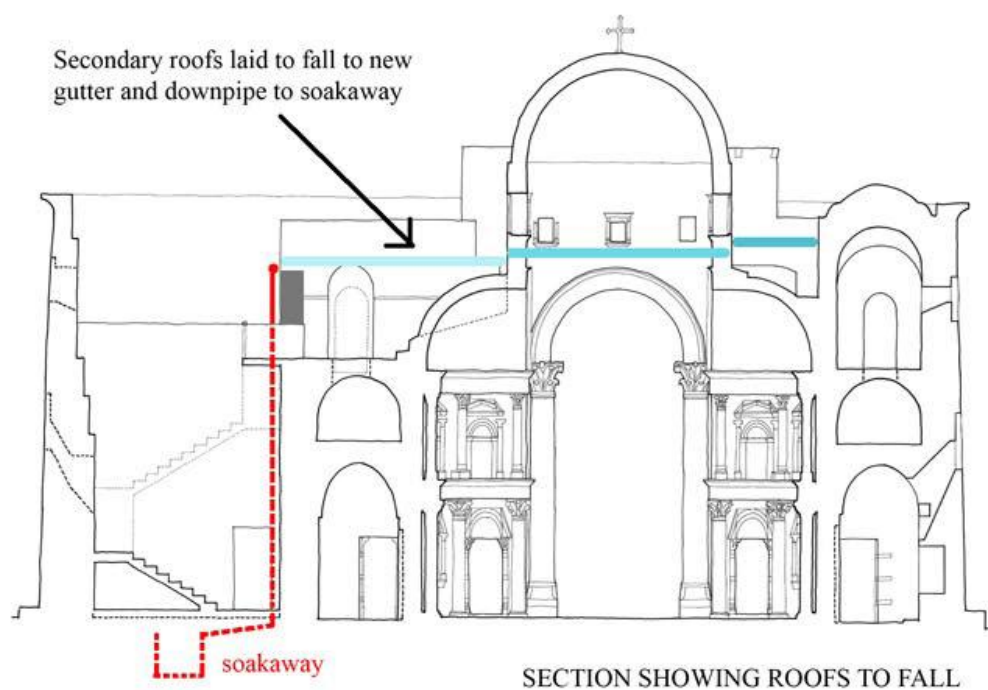 Secondary roofs laid to fall to new
gutter and downpipe to soakaway
soakaway
SECTION SHOWING ROOFS TO FALL